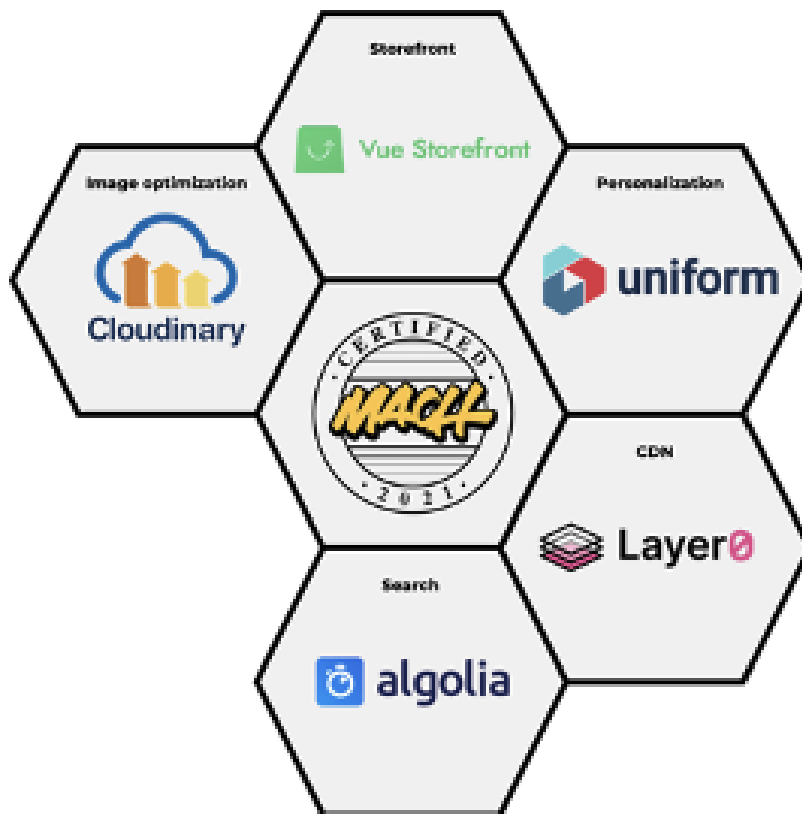 Storefront
Vue Storefront
Image optimization
Cloudinary
Personalization
uniform
CERTIFIED
MACH
2021
CDN
Layer0
Search
algolia